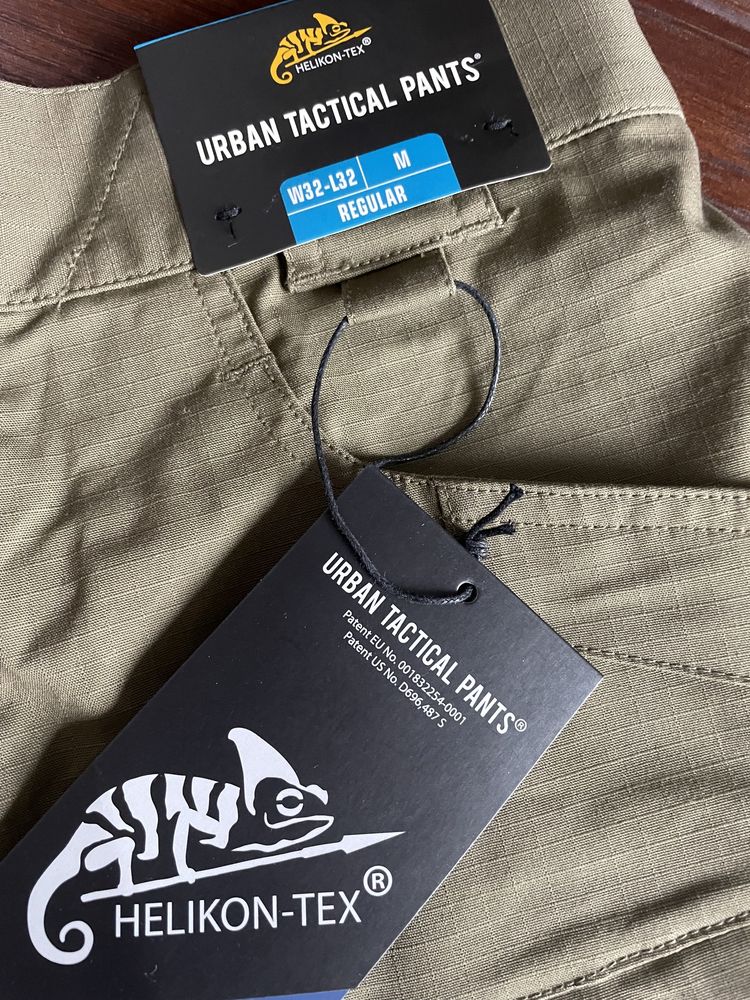 HELIKON-TEX®
URBAN TACTICAL PANTS®
W32-L32 M
REGULAR
URBAN TACTICAL PANTS®
Patent EU No. 001832254-0001
Patent US No. D696,487 S
HELIKON-TEX®